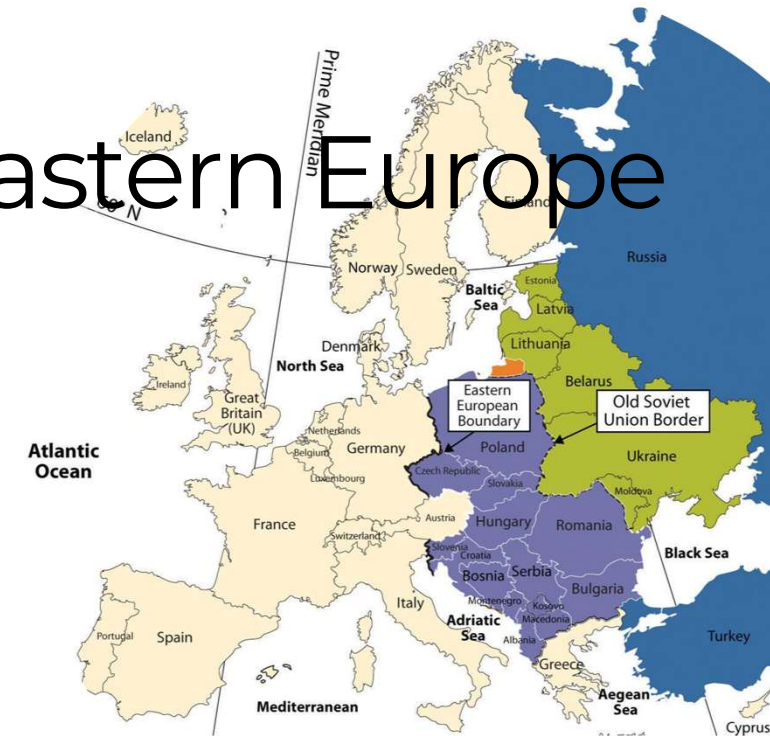 Prime Meridian
Iceland
astern Europe
60° N
Finland
Russia
Norway
Sweden
Baltic
Sea
Estonia
Latvia
Lithuania
Denmark
North Sea
Belarus
Ireland
Great
Britain
(UK)
Eastern
European
Boundary
Old Soviet
Union Border
Netherlands
Belgium
Germany
Poland
Ukraine
Atlantic
Ocean
Luxembourg
Czech Republic
Slovakia
Moldova
France
Austria
Switzerland
Hungary
Romania
Slovenia
Croatia
Black Sea
Bosnia
Serbia
Bulgaria
Italy
Montenegro
Kosovo
Macedonia
Adriatic
Sea
Albania
Portugal
Spain
Turkey
Greece
Mediterranean
Aegean
Sea
Cyprus